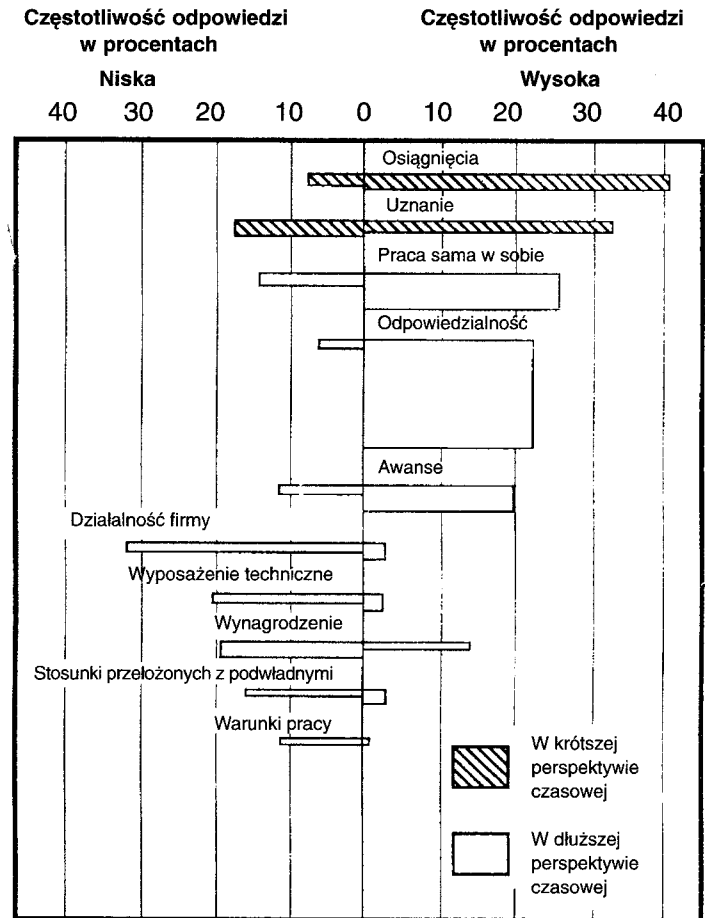 Częstotliwość odpowiedzi
w procentach
Niska
Częstotliwość odpowiedzi
w procentach
Wysoka
40 30 20 10 0 10 20 30 40
Osiągnięcia
Uznanie
Praca sama w sobie
Odpowiedzialność
Awanse
Działalność firmy
Wyposażenie techniczne
Wynagrodzenie
Stosunki przełożonych z podwładnymi
Warunki pracy
W krótszej
perspektywie
czasowej
W dłuższej
perspektywie
czasowej